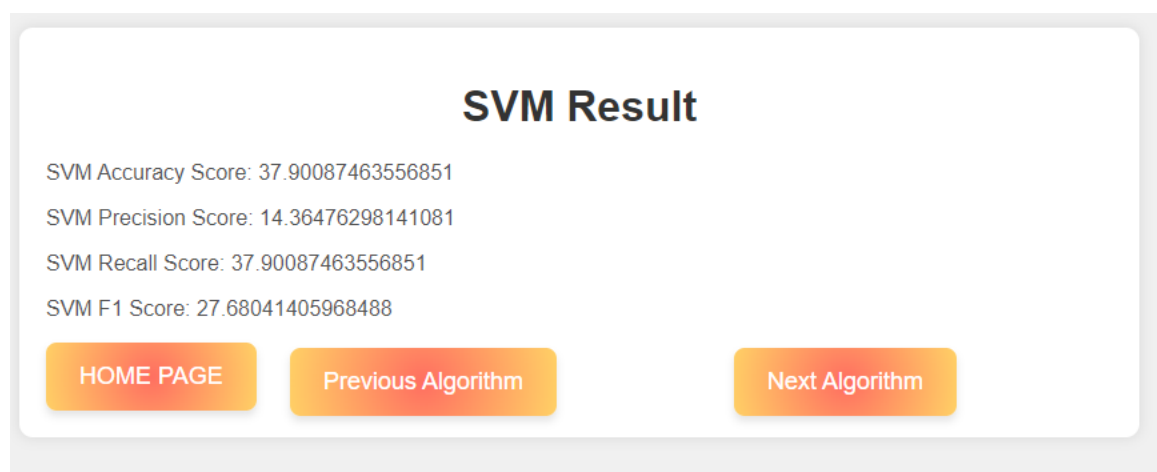 SVM Result
SVM Accuracy Score: 37.90087463556851
SVM Precision Score: 14.36476298141081
SVM Recall Score: 37.90087463556851
SVM F1 Score: 27.68041405968488
HOME PAGE
Previous Algorithm
Next Algorithm